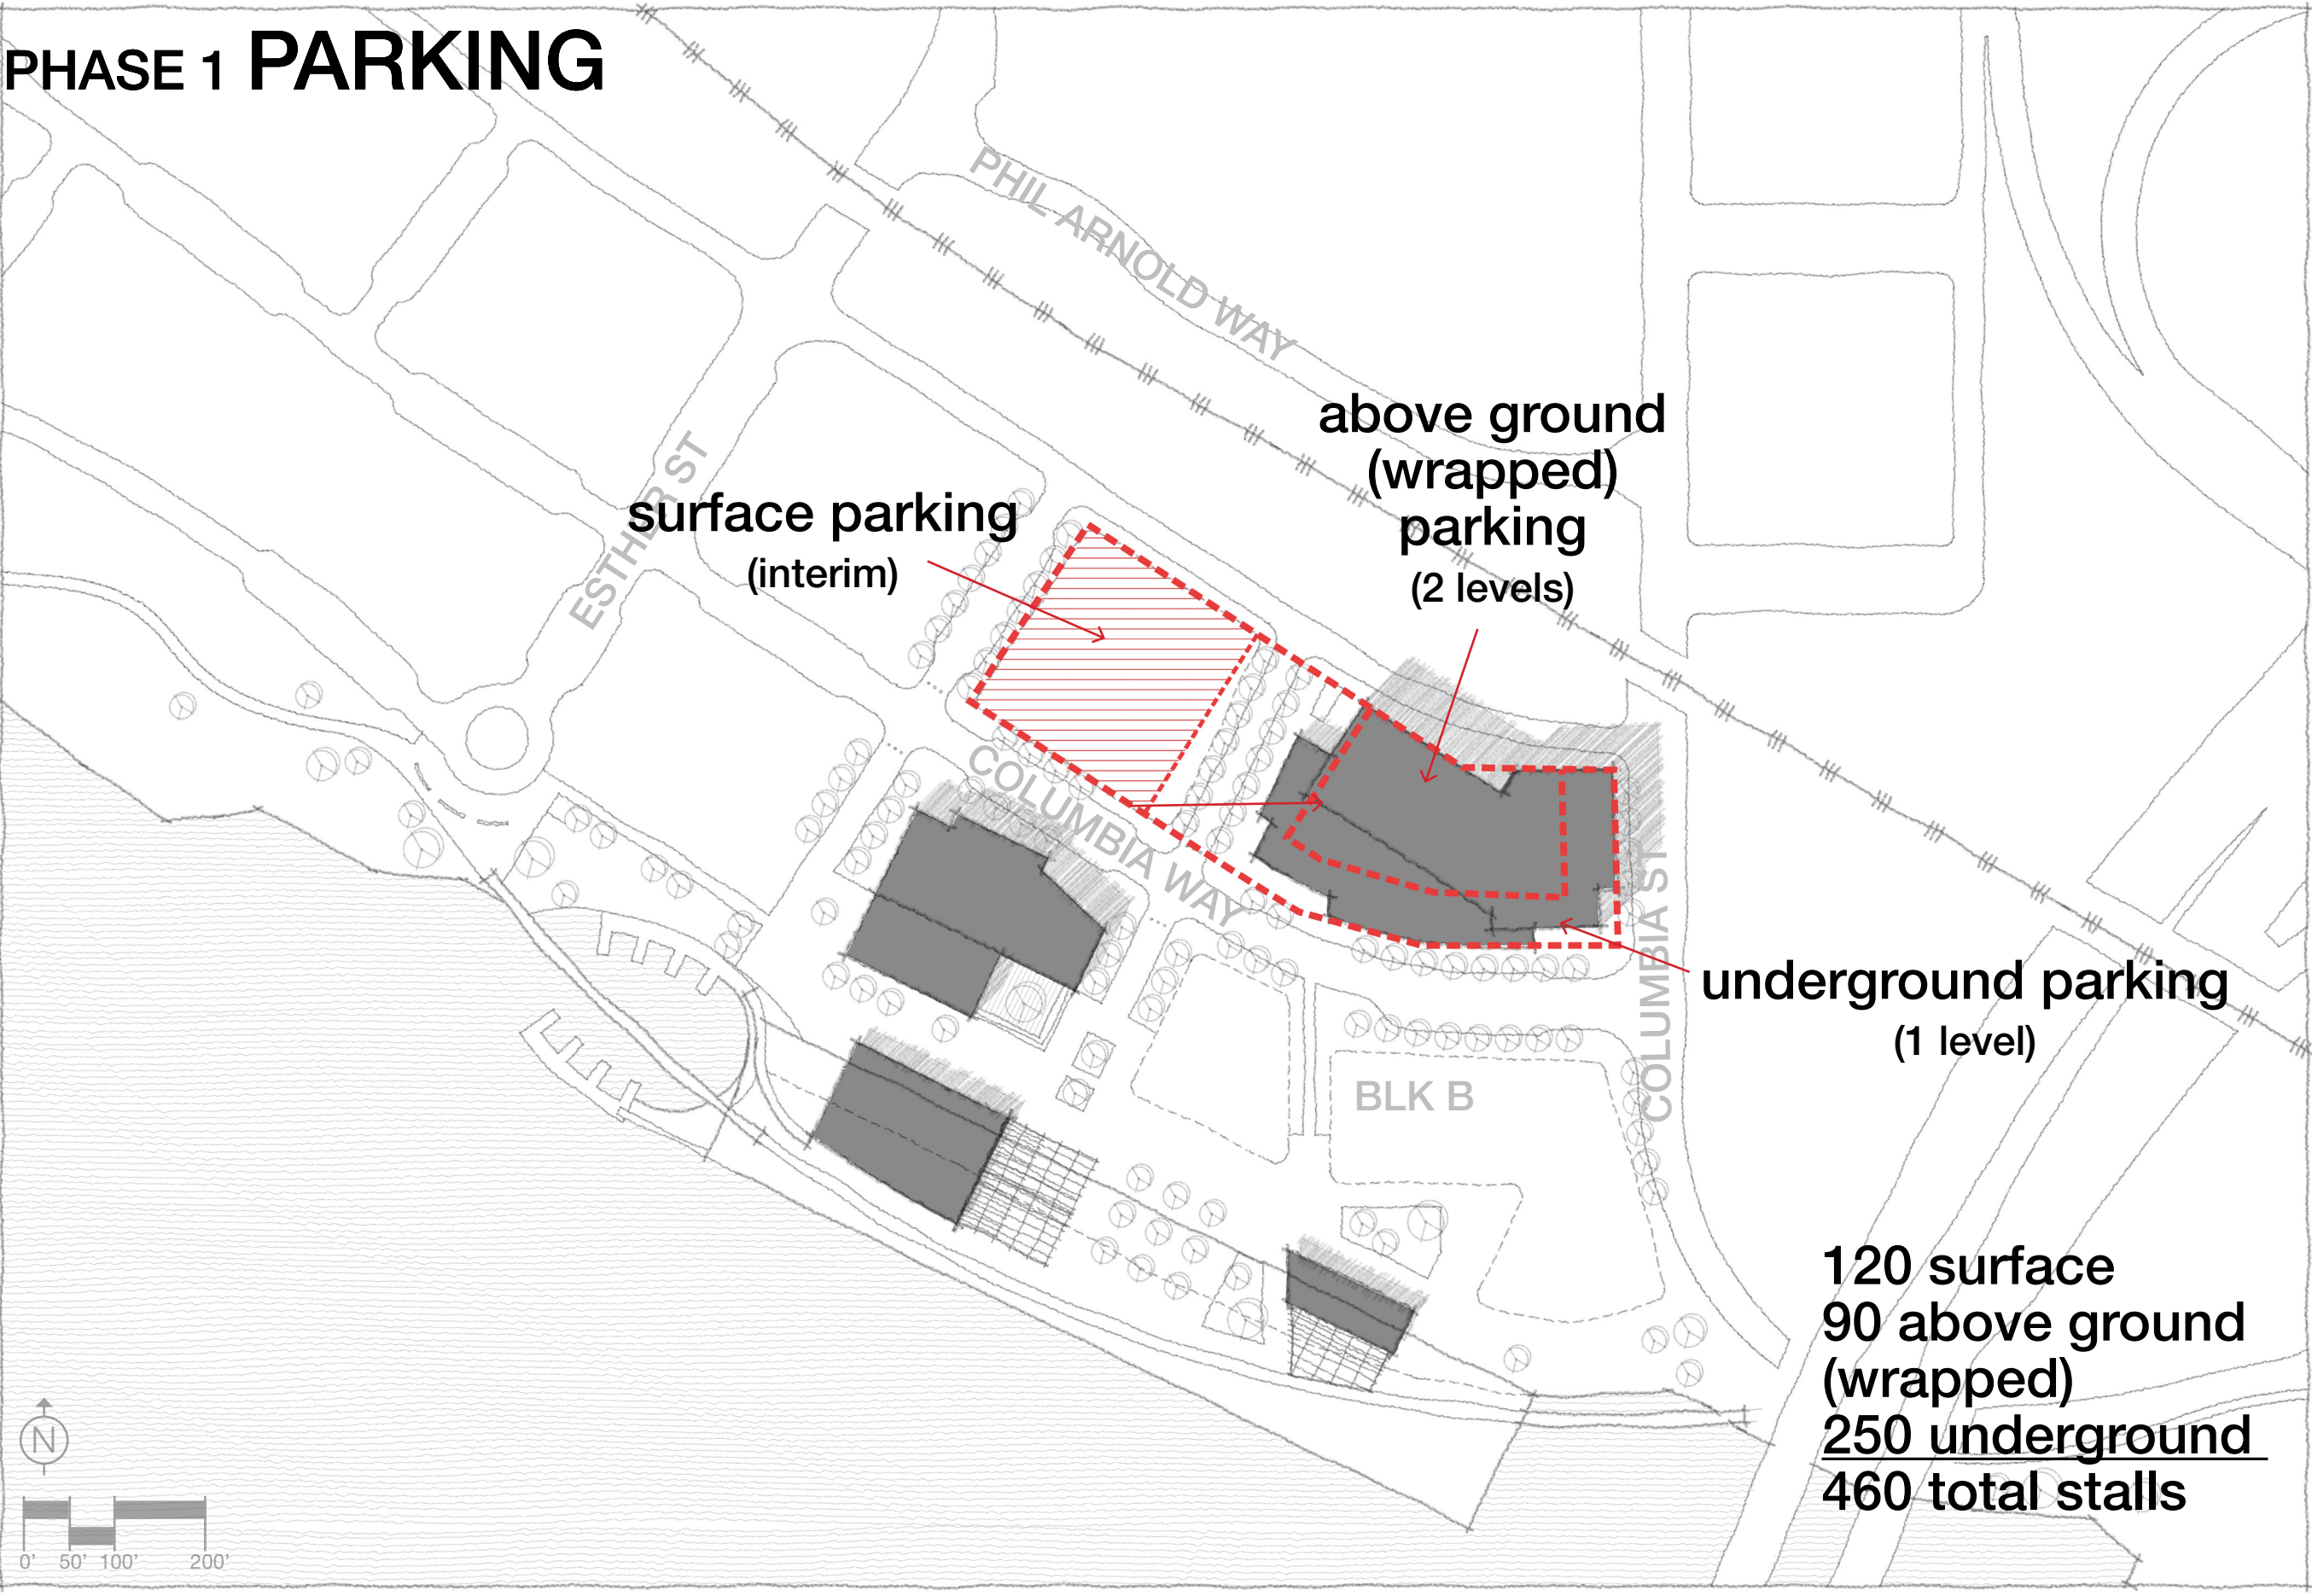 PHASE 1 PARKING
PHIL ARNOLD WAY
above ground
(wrapped)
parking
(2 levels)
ESTHER ST
surface parking
(interim)
COLUMBIA WAY
COLUMBIA ST
underground parking
(1 level)
BLK B
120 surface
90 above ground
(wrapped)
250 underground
460 total stalls
N
0' 50' 100' 200'